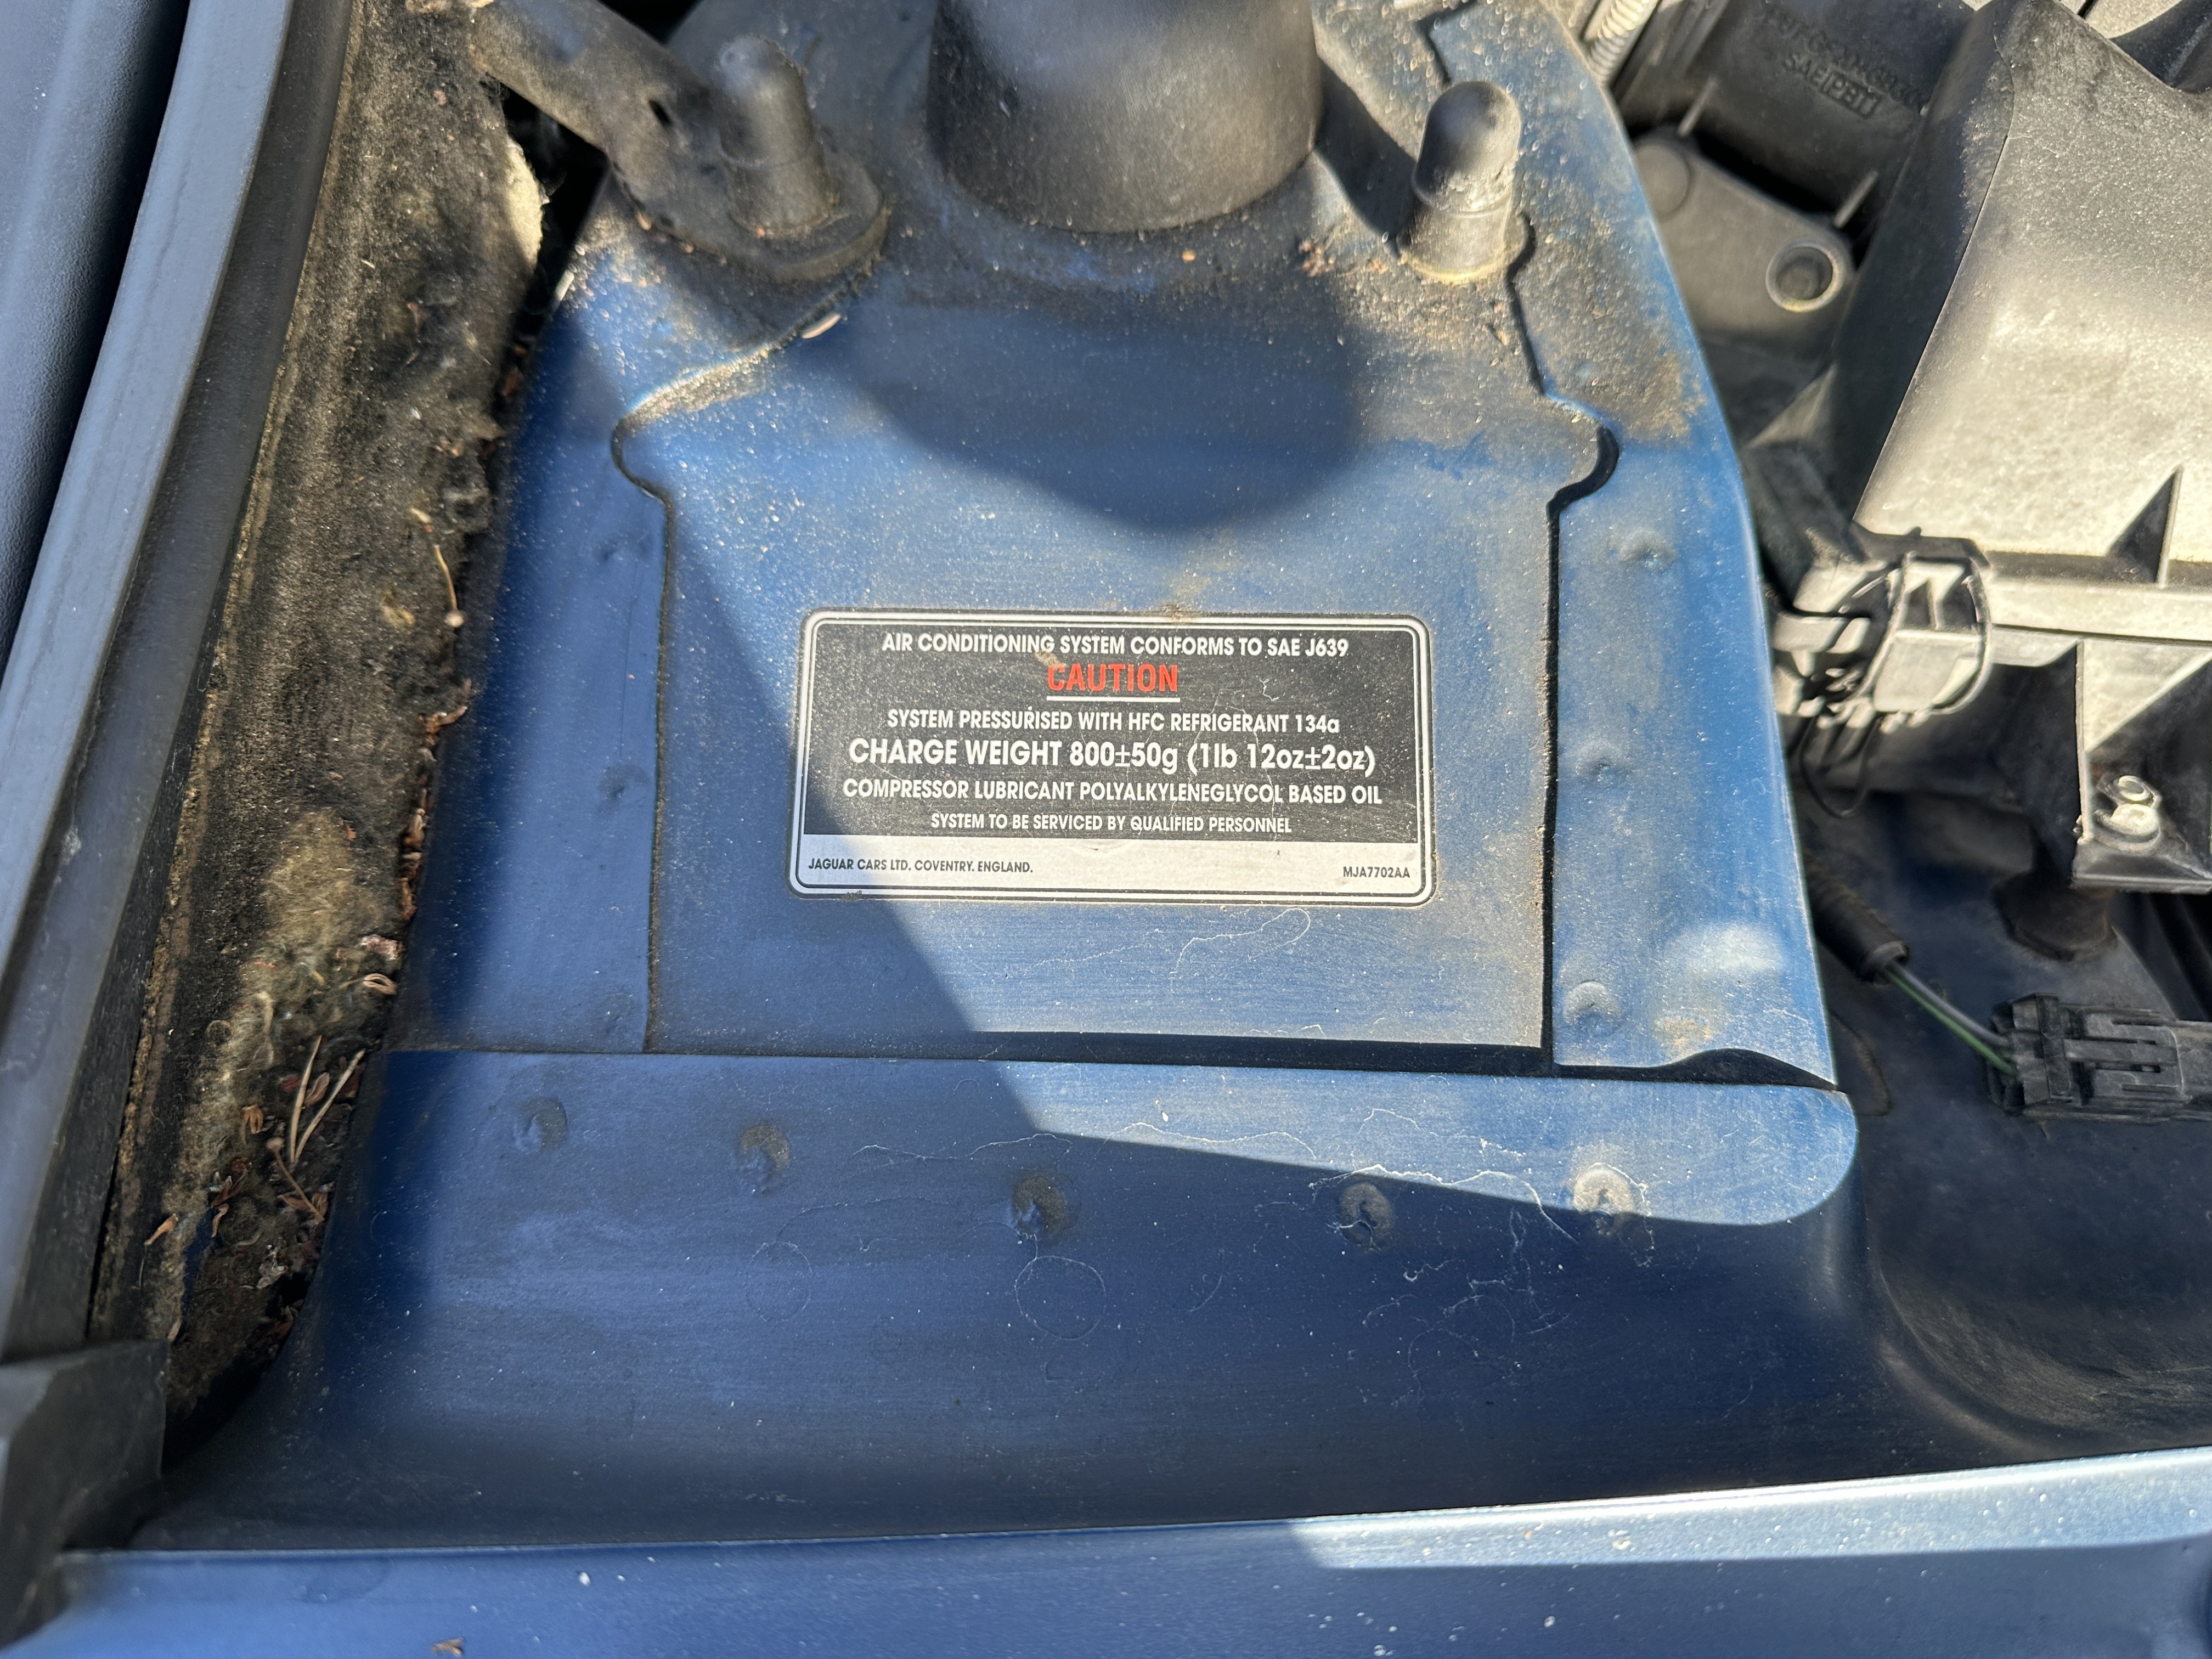 AIR CONDITIONING SYSTEM CONFORMS TO SAE J639
CAUTION
SYSTEM PRESSURISED WITH HFC REFRIGERANT 134a
CHARGE WEIGHT 800±50g (1lb 12oz±2oz)
COMPRESSOR LUBRICANT POLYALKYLENEGLYCOL BASED OIL
SYSTEM TO BE SERVICED BY QUALIFIED PERSONNEL
JAGUAR CARS LTD. COVENTRY. ENGLAND.
MJA7702AA